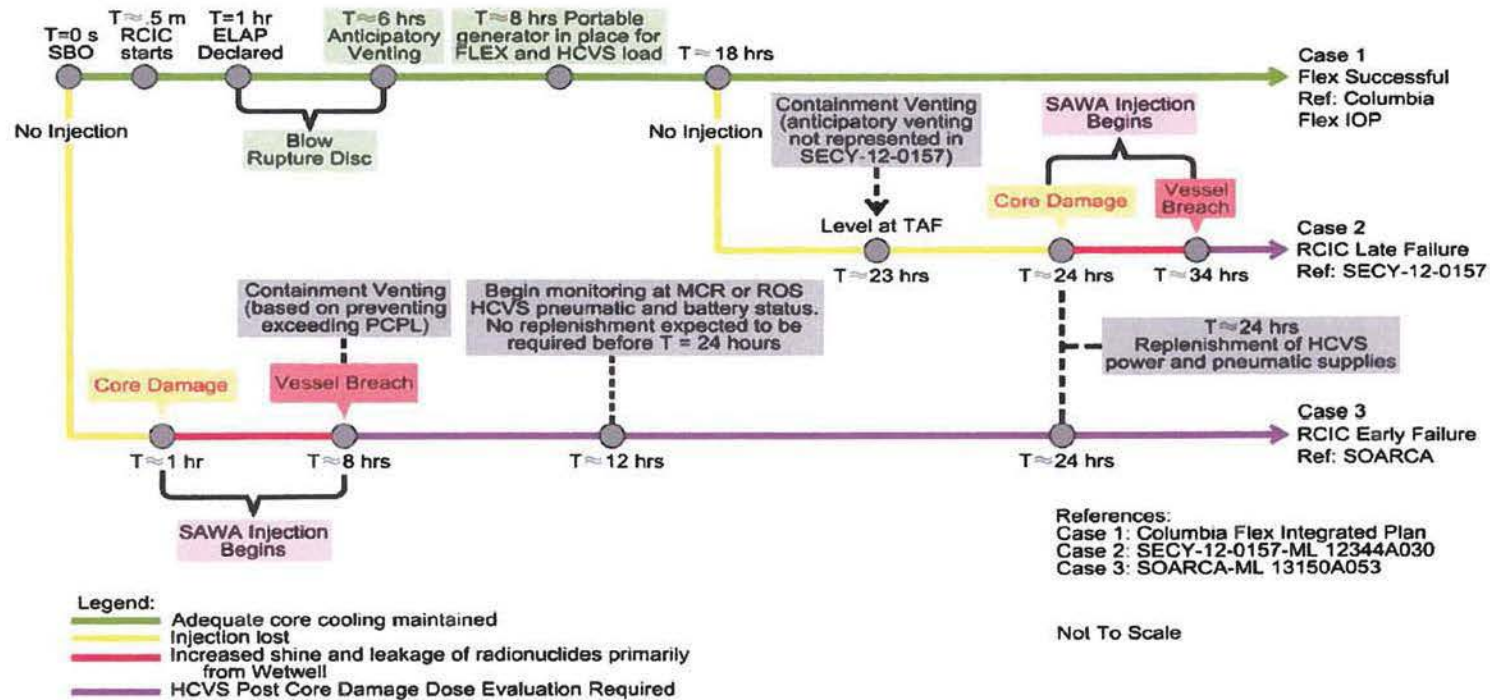 T=0 s
SBO
T≈.5 m
RCIC
starts
T=1 hr
ELAP
Declared
T≈6 hrs
Anticipatory
Venting
T≈8 hrs Portable
generator in place for
FLEX and HCVS load
T≈18 hrs
Case 1
Flex Successful
Ref: Columbia
Flex IOP
No Injection
Blow
Rupture Disc
No Injection
Containment Venting
(anticipatory venting
not represented in
SECY-12-0157)
SAWA Injection
Begins
Core Damage
Vessel
Breach
Level at TAF
T≈23 hrs
T≈24 hrs
T≈34 hrs
Case 2
RCIC Late Failure
Ref: SECY-12-0157
Containment Venting
(based on preventing
exceeding PCPL)
Begin monitoring at MCR or ROS
HCVS pneumatic and battery status.
No replenishment expected to be
required before T = 24 hours
T≈24 hrs
Replenishment of HCVS
power and pneumatic supplies
Core Damage
Vessel Breach
T≈1 hr
T≈8 hrs
T≈12 hrs
T≈24 hrs
Case 3
RCIC Early Failure
Ref: SOARCA
SAWA Injection
Begins
References:
Case 1: Columbia Flex Integrated Plan
Case 2: SECY-12-0157-ML 12344A030
Case 3: SOARCA-ML 13150A053
Not To Scale
Legend:
Adequate core cooling maintained
Injection lost
Increased shine and leakage of radionuclides primarily
from Wetwell
HCVS Post Core Damage Dose Evaluation Required